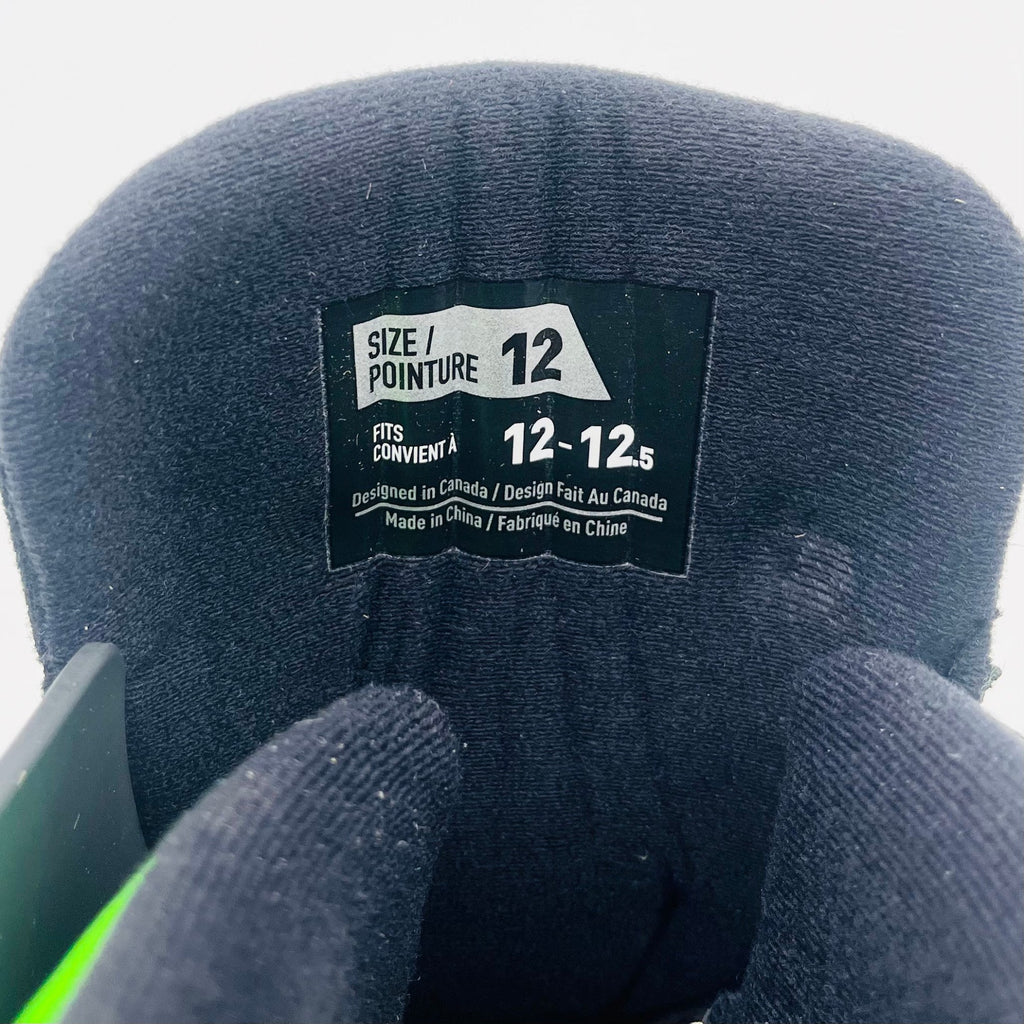 SIZE / 
POINTURE 12
FITS
CONVIENT À 12-12.5
Designed in Canada / Design Fait Au Canada
Made in China / Fabriqué en Chine